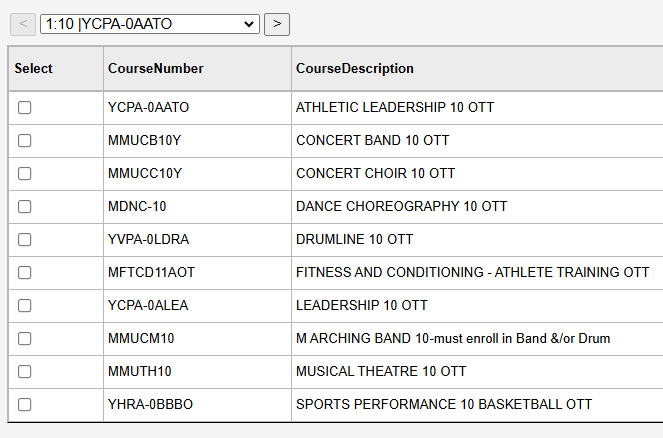 < 1:10 |YCPA-0AATO >
Select CourseNumber CourseDescription
YCPA-0AATO ATHLETIC LEADERSHIP 10 OTT
MMUCB10Y CONCERT BAND 10 OTT
MMUCC10Y CONCERT CHOIR 10 OTT
MDNC-10 DANCE CHOREOGRAPHY 10 OTT
YVPA-0LDRA DRUMLINE 10 OTT
MFTCD11AOT FITNESS AND CONDITIONING - ATHLETE TRAINING OTT
YCPA-0ALEA LEADERSHIP 10 OTT
MMUCM10 M ARCHING BAND 10-must enroll in Band &/or Drum
MMUTH10 MUSICAL THEATRE 10 OTT
YHRA-0BBBO SPORTS PERFORMANCE 10 BASKETBALL OTT